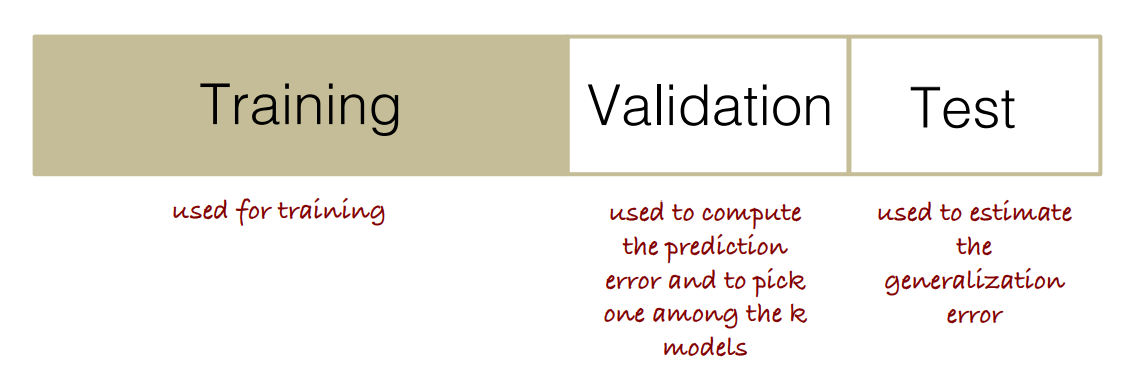 Training
Validation
Test
used for training
used to compute
the prediction
error and to pick
one among the k
models
used to estimate
the
generalization
error